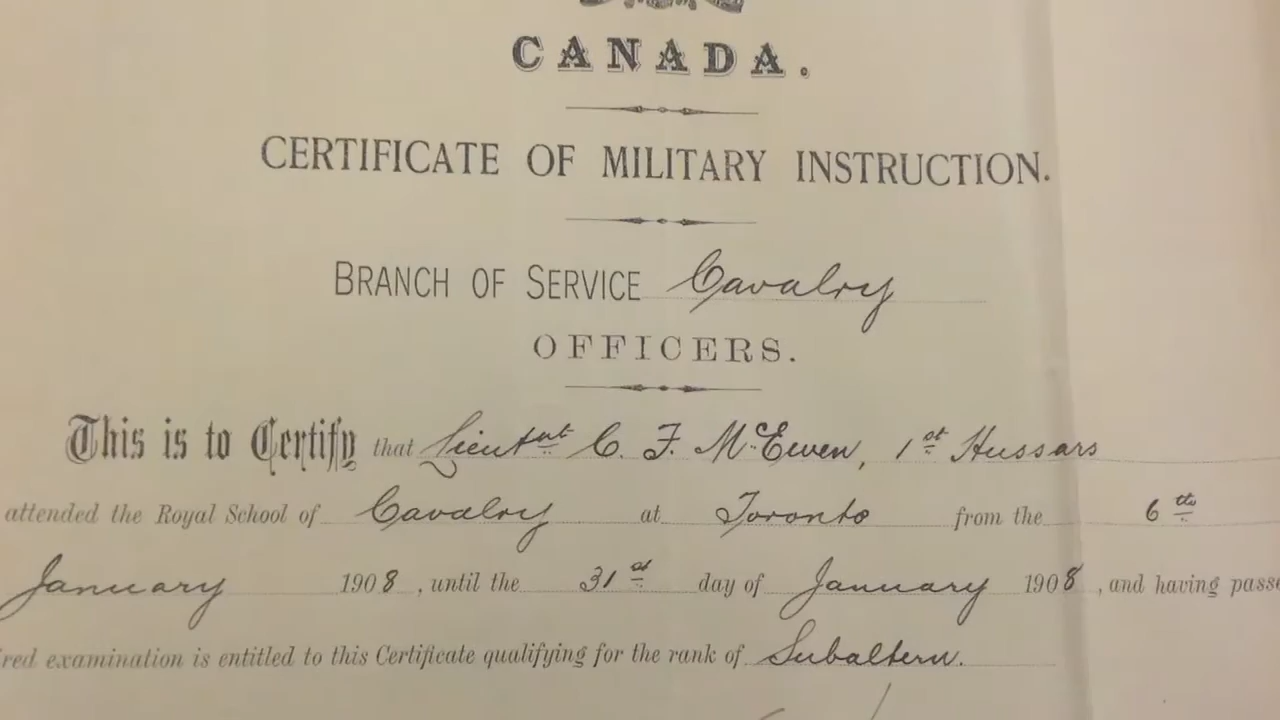 CANADA.
CERTIFICATE OF MILITARY INSTRUCTION.
BRANCH OF SERVICE Cavalry
OFFICERS.
This is to Certify that Lieutnt C. F. McEwen, 1st Hussars
attended the Royal School of Cavalry at Toronto from the 6th
January 1908, until the 31st day of January 1908, and having passe
red examination is entitled to this Certificate qualifying for the rank of Subaltern.